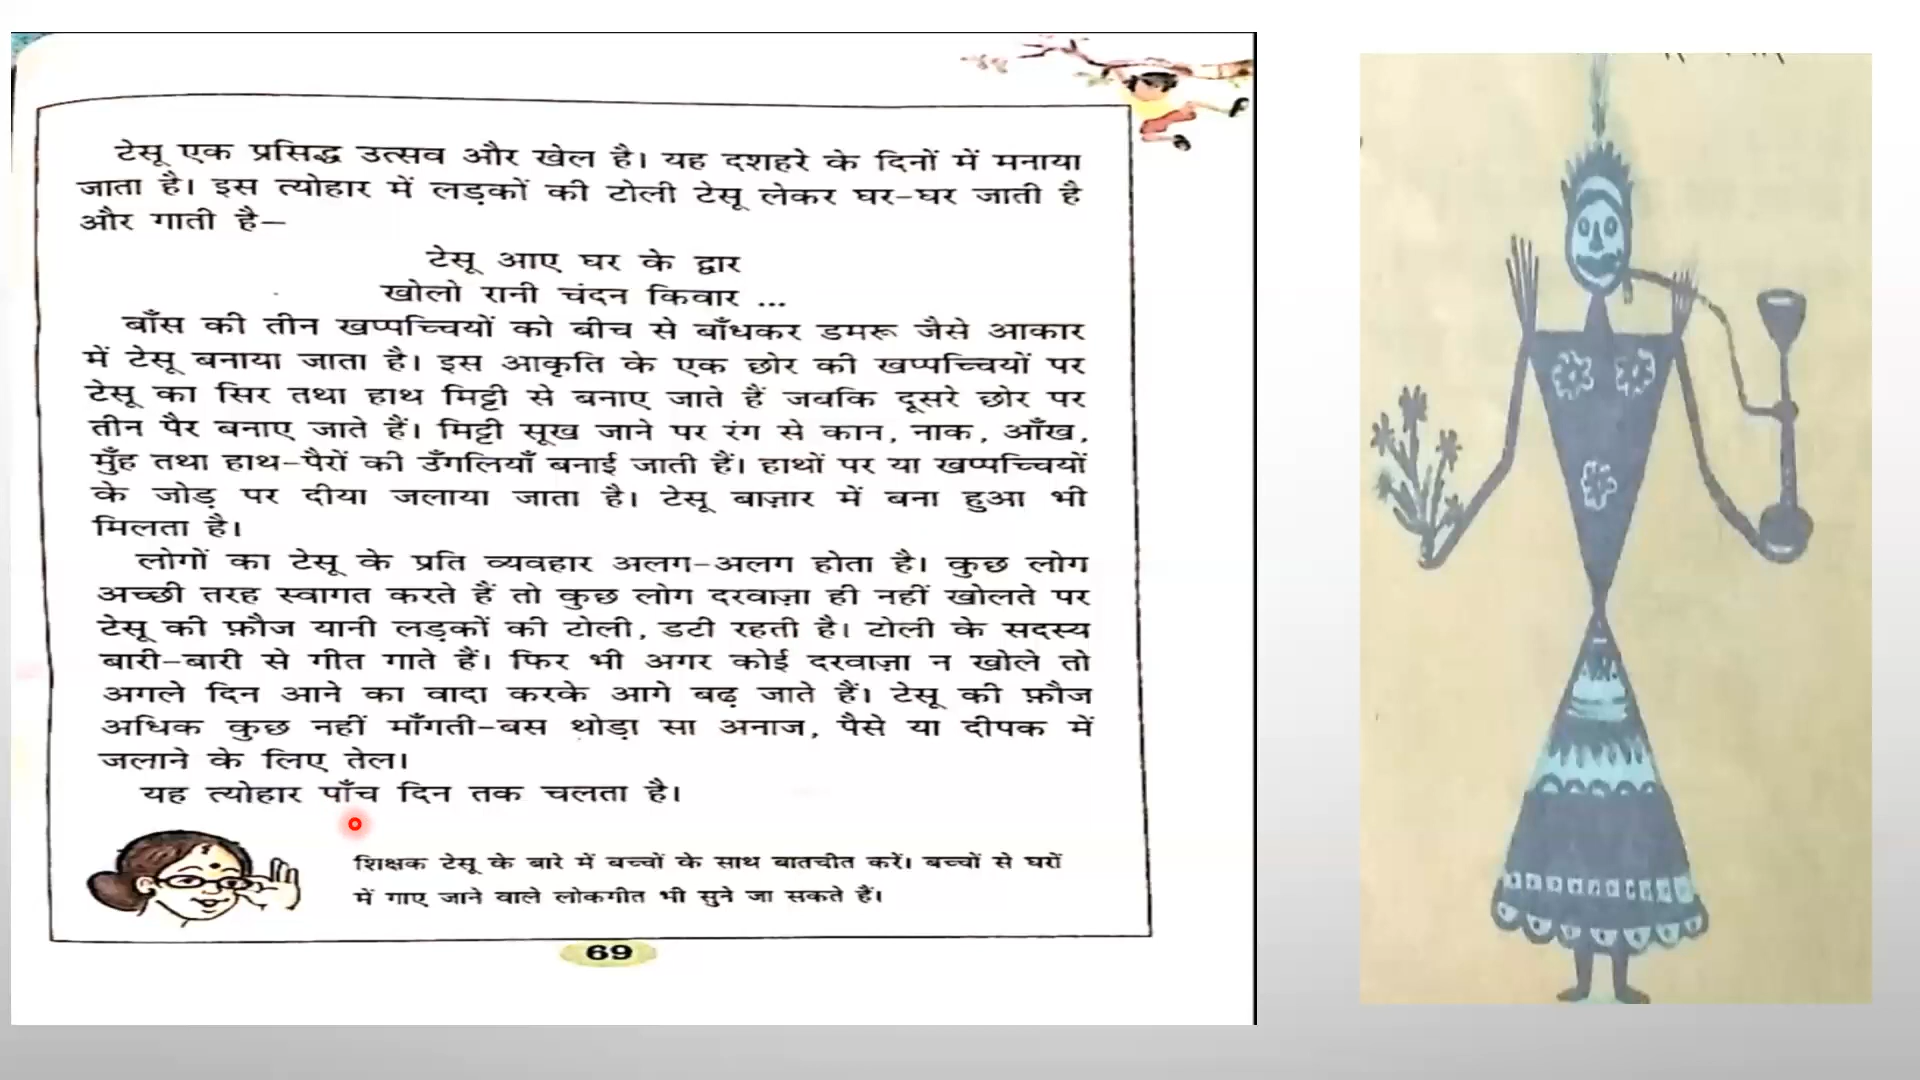 टेसू एक प्रसिद्ध उत्सव और खेल है। यह दशहरे के दिनों में मनाया
जाता है। इस त्योहार में लड़कों की टोली टेसू लेकर घर-घर जाती है
और गाती है–
टेसू आए घर के द्वार
खोलो रानी चंदन किवार ...
बाँस की तीन खप्पच्चियों को बीच से बाँधकर डमरू जैसे आकार
में टेसू बनाया जाता है। इस आकृति के एक छोर की खप्पच्चियों पर
टेसू का सिर तथा हाथ मिट्टी से बनाए जाते हैं जबकि दूसरे छोर पर
तीन पैर बनाए जाते हैं। मिट्टी सूख जाने पर रंग से कान, नाक, आँख,
मुँह तथा हाथ-पैरों की उँगलियाँ बनाई जाती हैं। हाथों पर या खप्पच्चियों
के जोड़ पर दीया जलाया जाता है। टेसू बाज़ार में बना हुआ भी
मिलता है।
लोगों का टेसू के प्रति व्यवहार अलग-अलग होता है। कुछ लोग
अच्छी तरह स्वागत करते हैं तो कुछ लोग दरवाज़ा ही नहीं खोलते पर
टेसू की फ़ौज यानी लड़कों की टोली, डटी रहती है। टोली के सदस्य
बारी-बारी से गीत गाते हैं। फिर भी अगर कोई दरवाज़ा न खोले तो
अगले दिन आने का वादा करके आगे बढ़ जाते हैं। टेसू की फ़ौज
अधिक कुछ नहीं माँगती-बस थोड़ा सा अनाज, पैसे या दीपक में
जलाने के लिए तेल।
यह त्योहार पाँच दिन तक चलता है।
शिक्षक टेसू के बारे में बच्चों के साथ बातचीत करें। बच्चों से घरों
में गाए जाने वाले लोकगीत भी सुने जा सकते हैं।
69